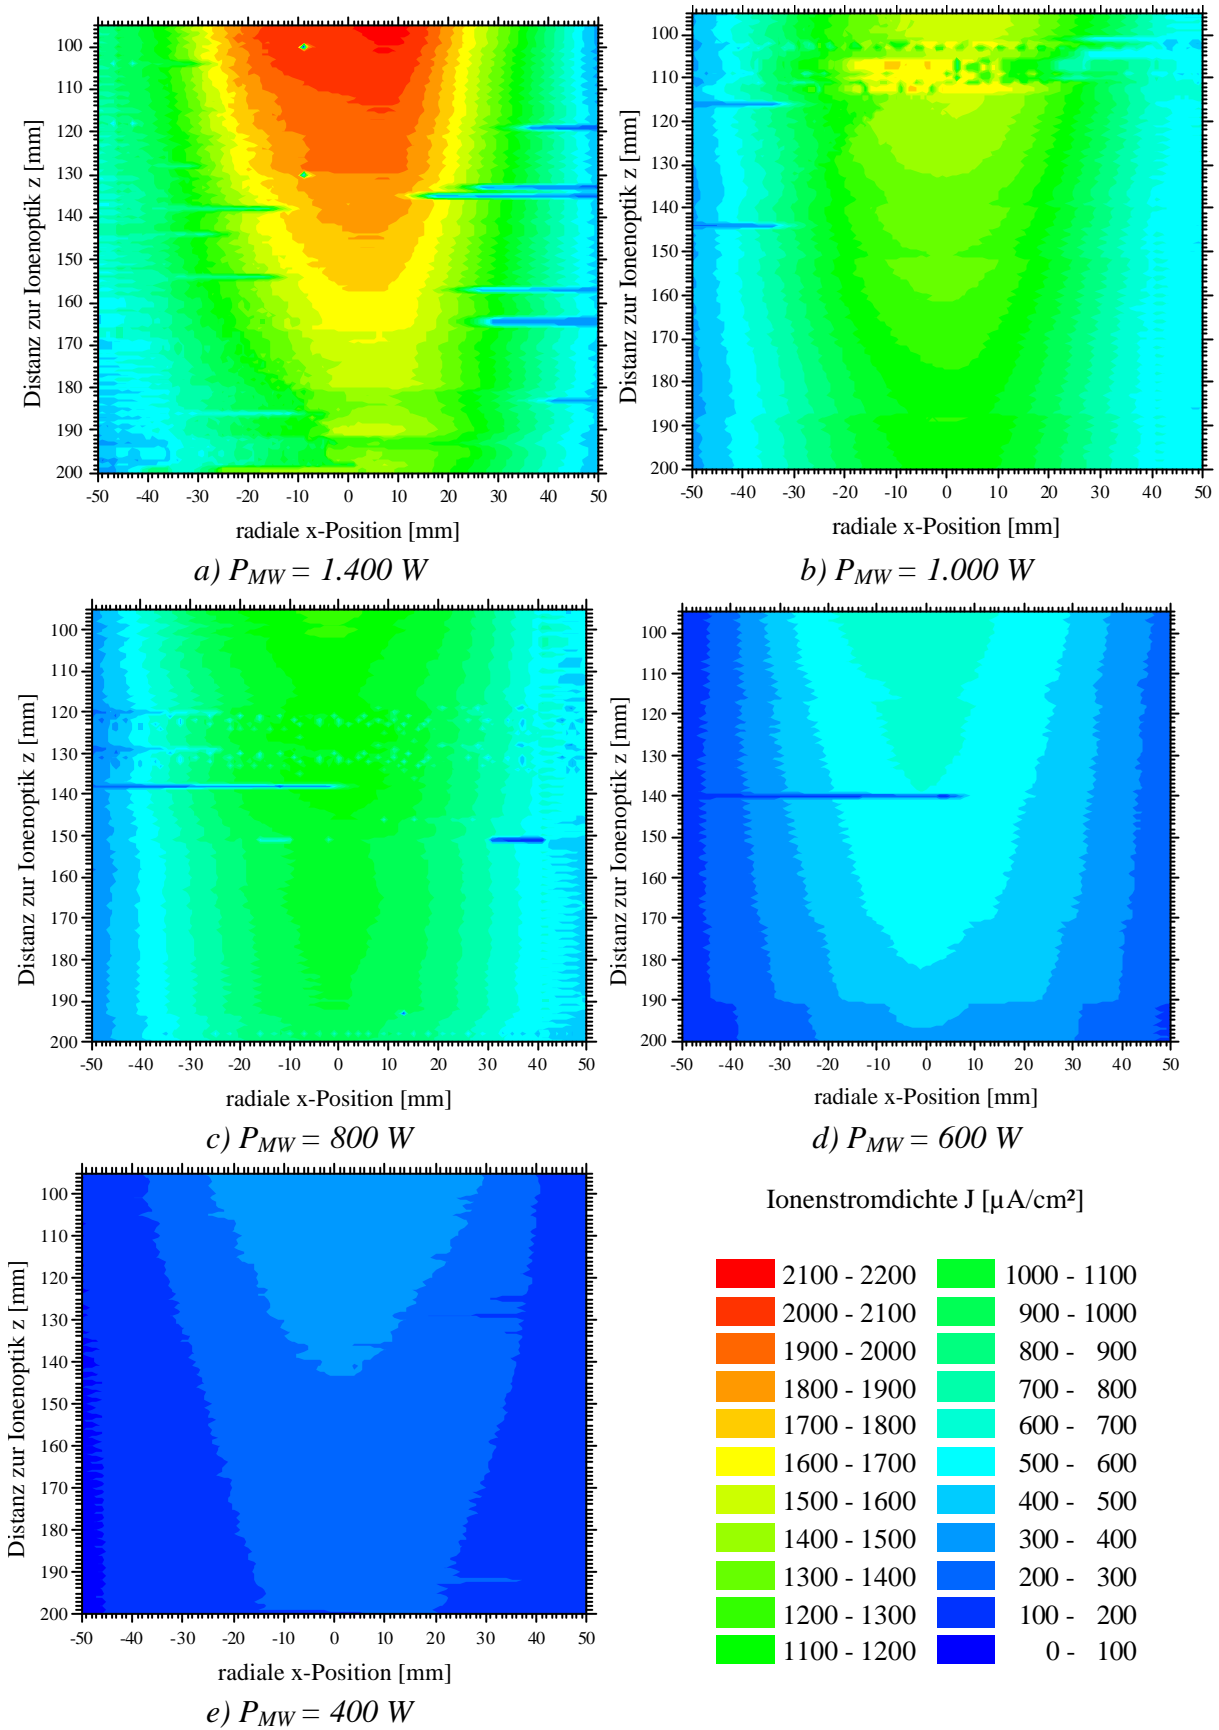 100
110
120
130
140
150
160
170
180
190
200
Distanz zur Ionenoptik z [mm]
-50 -40 -30 -20 -10 0 10 20 30 40 50
radiale x-Position [mm]
a) P_MW = 1.400 W
100
110
120
130
140
150
160
170
180
190
200
Distanz zur Ionenoptik z [mm]
-50 -40 -30 -20 -10 0 10 20 30 40 50
radiale x-Position [mm]
b) P_MW = 1.000 W
100
110
120
130
140
150
160
170
180
190
200
Distanz zur Ionenoptik z [mm]
-50 -40 -30 -20 -10 0 10 20 30 40 50
radiale x-Position [mm]
c) P_MW = 800 W
100
110
120
130
140
150
160
170
180
190
200
Distanz zur Ionenoptik z [mm]
-50 -40 -30 -20 -10 0 10 20 30 40 50
radiale x-Position [mm]
d) P_MW = 600 W
100
110
120
130
140
150
160
170
180
190
200
Distanz zur Ionenoptik z [mm]
-50 -40 -30 -20 -10 0 10 20 30 40 50
radiale x-Position [mm]
e) P_MW = 400 W
Ionenstromdichte J [µA/cm²]
2100 - 2200
2000 - 2100
1900 - 2000
1800 - 1900
1700 - 1800
1600 - 1700
1500 - 1600
1400 - 1500
1300 - 1400
1200 - 1300
1100 - 1200
1000 - 1100
900 - 1000
800 - 900
700 - 800
600 - 700
500 - 600
400 - 500
300 - 400
200 - 300
100 - 200
0 - 100